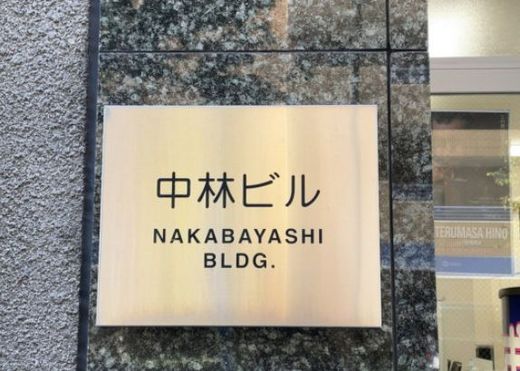 中林ビル
NAKABAYASHI
BLDG.
TERUMASA HINO